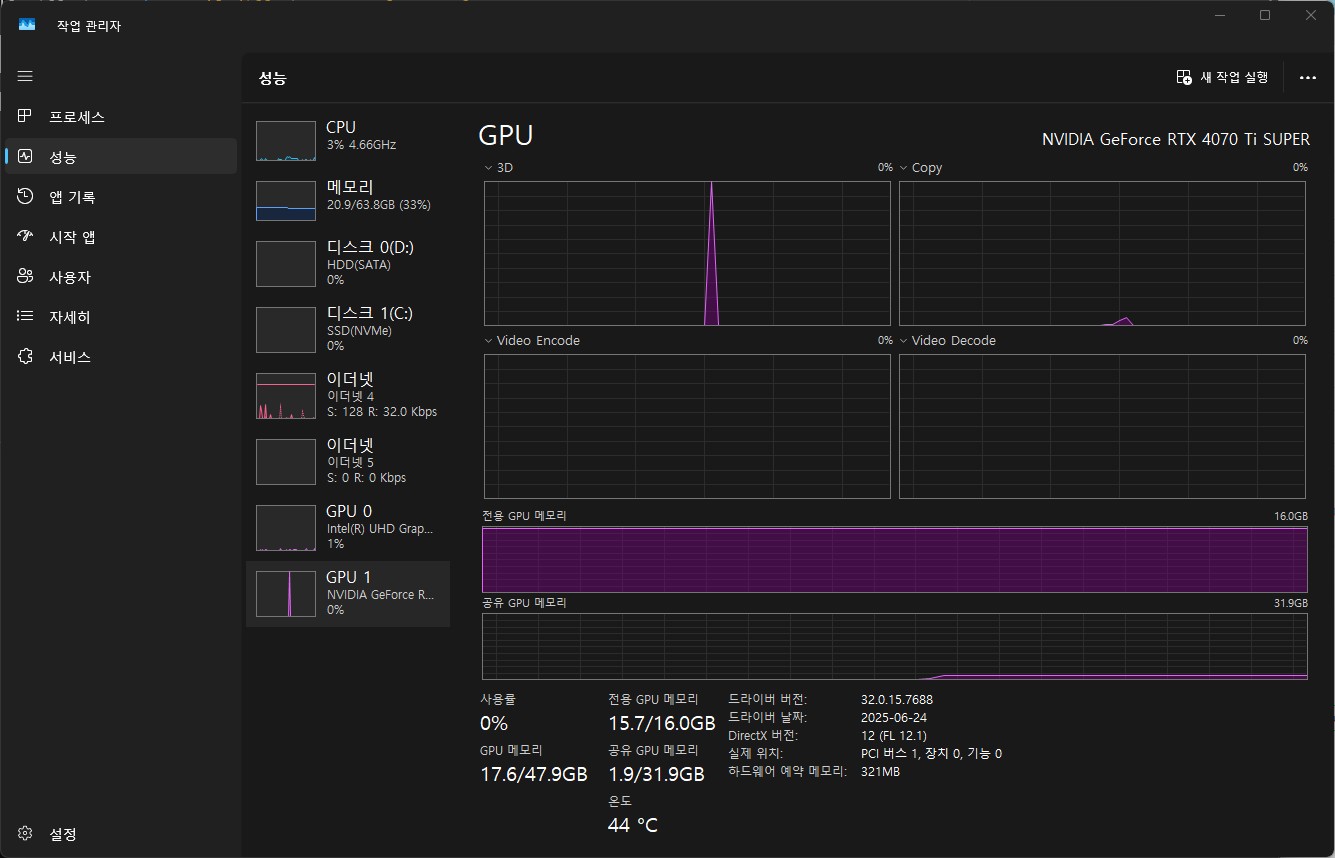 작업 관리자
성능
새 작업 실행
프로세스
성능
앱 기록
시작 앱
사용자
자세히
서비스
설정
CPU
3% 4.66GHz
메모리
20.9/63.8GB (33%)
디스크 0(D:)
HDD(SATA)
0%
디스크 1(C:)
SSD(NVMe)
0%
이더넷
이더넷 4
S: 128 R: 32.0 Kbps
이더넷
이더넷 5
S: 0 R: 0 Kbps
GPU 0
Intel(R) UHD Grap...
1%
GPU 1
NVIDIA GeForce R...
0%
GPU
NVIDIA GeForce RTX 4070 Ti SUPER
3D 0%
Copy 0%
Video Encode 0%
Video Decode 0%
전용 GPU 메모리 16.0GB
공유 GPU 메모리 31.9GB
사용률
0%
전용 GPU 메모리
15.7/16.0GB
GPU 메모리
17.6/47.9GB
공유 GPU 메모리
1.9/31.9GB
온도
44 °C
드라이버 버전: 32.0.15.7688
드라이버 날짜: 2025-06-24
DirectX 버전: 12 (FL 12.1)
실제 위치: PCI 버스 1, 장치 0, 기능 0
하드웨어 예약 메모리: 321MB